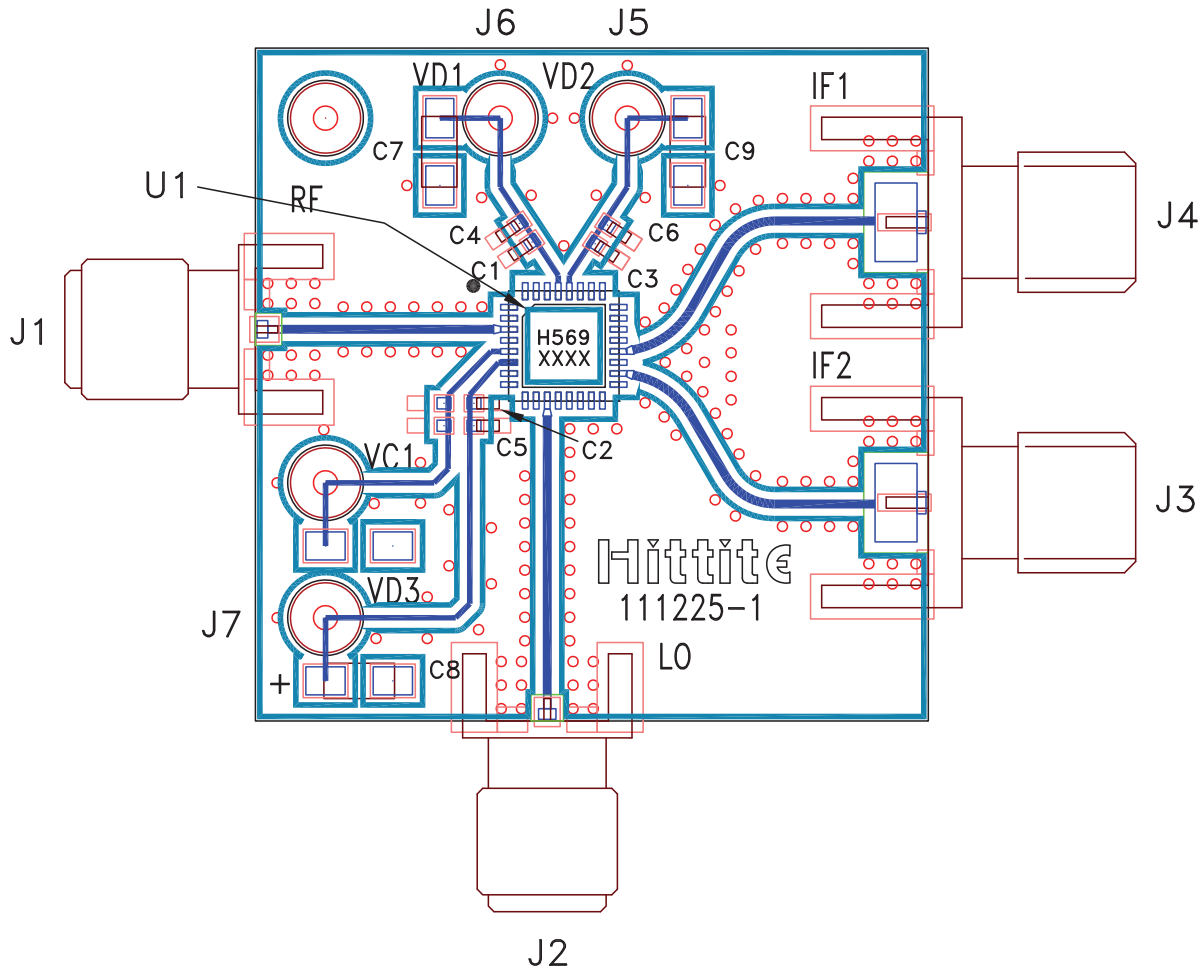 J6
J5
VD1
VD2
IF1
C7
C9
U1
RF
J4
C4
C6
C1
C3
J1
H569
XXXX
IF2
VC1
C5
C2
J3
Hittite
111225-1
VD3
J7
LO
+
C8
J2